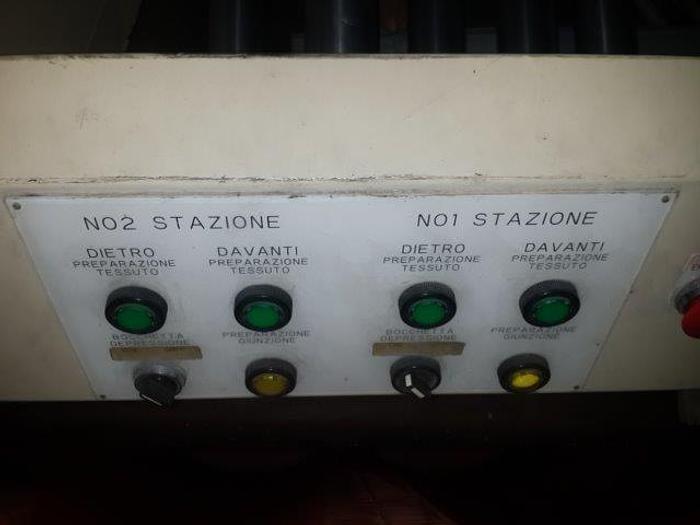 NO2 STAZIONE
DIETRO
PREPARAZIONE
TESSUTO
DAVANTI
PREPARAZIONE
TESSUTO
BOCCHETTA
DEPRESSIONE
PREPARAZIONE
GIUNZIONE
NO1 STAZIONE
DIETRO
PREPARAZIONE
TESSUTO
DAVANTI
PREPARAZIONE
TESSUTO
BOCCHETTA
DEPRESSIONE
PREPARAZIONE
GIUNZIONE